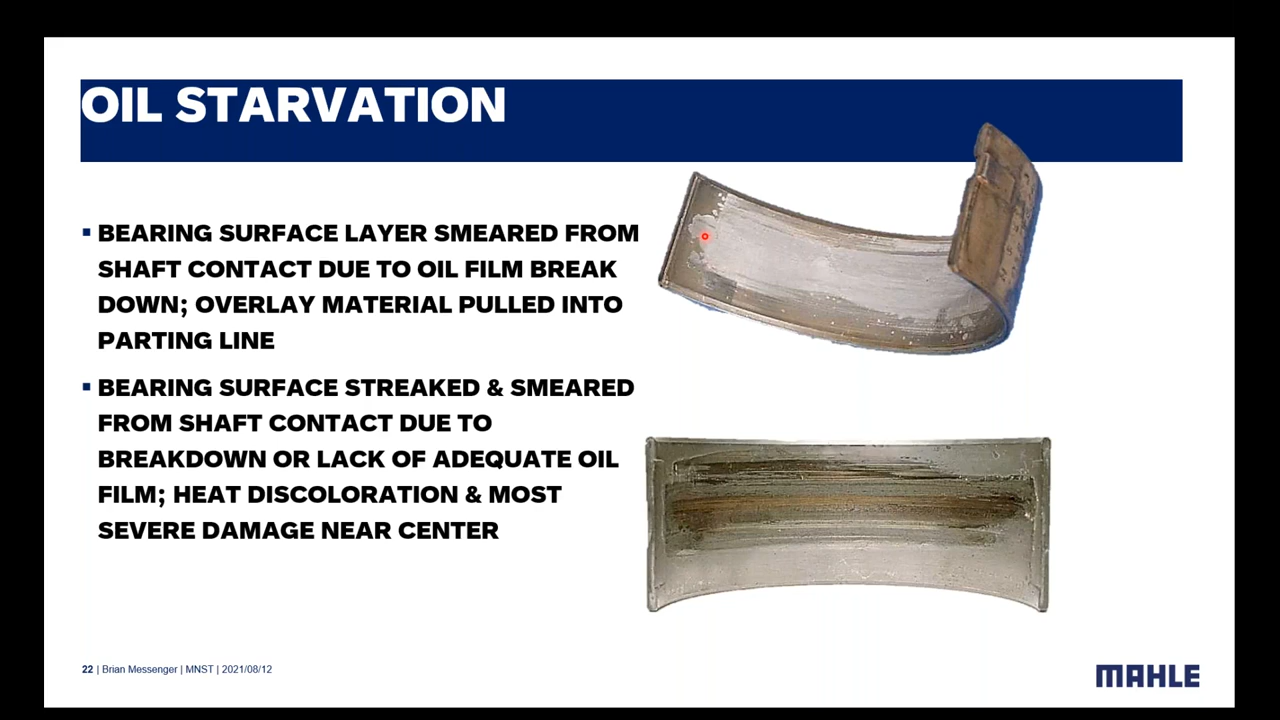 OIL STARVATION
▪ BEARING SURFACE LAYER SMEARED FROM
SHAFT CONTACT DUE TO OIL FILM BREAK
DOWN; OVERLAY MATERIAL PULLED INTO
PARTING LINE
▪ BEARING SURFACE STREAKED & SMEARED
FROM SHAFT CONTACT DUE TO
BREAKDOWN OR LACK OF ADEQUATE OIL
FILM; HEAT DISCOLORATION & MOST
SEVERE DAMAGE NEAR CENTER
22 | Brian Messenger | MNST | 2021/08/12
MAHLE